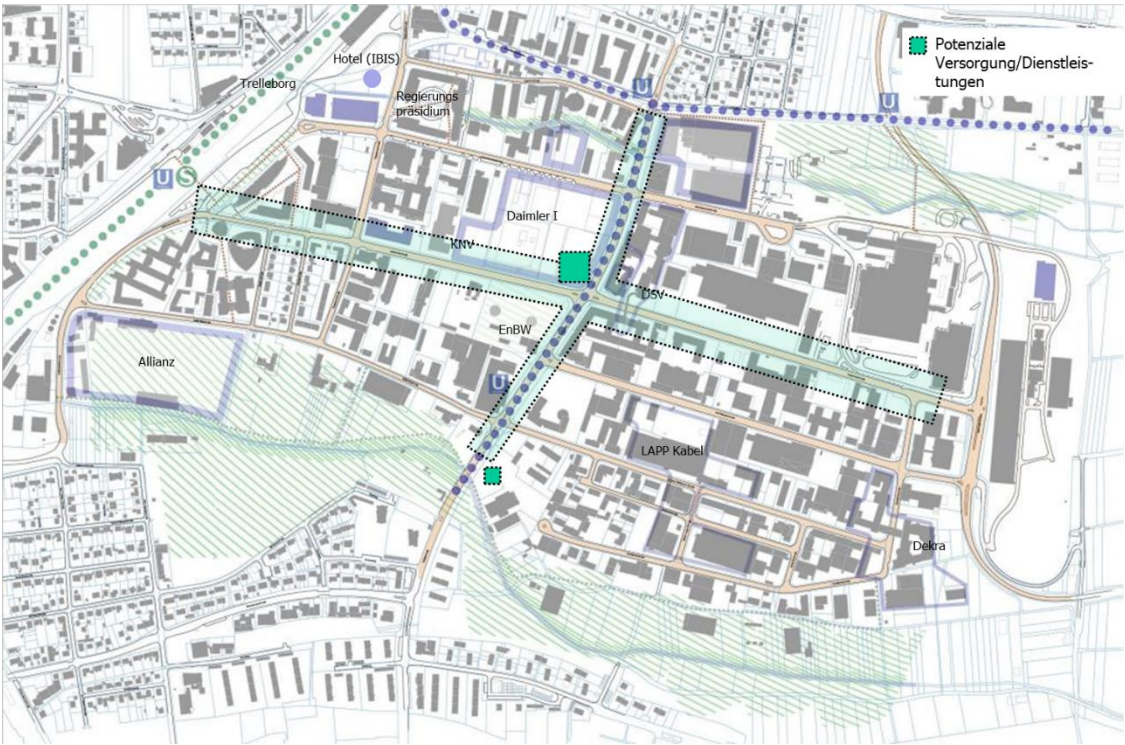 Potenziale
Versorgung/Dienstleis-
tungen
Hotel (IBIS)
Trelleborg
Regierungs
präsidium
U
U
U
S
Daimler I
KNV
DSV
EnBW
Allianz
U
LAPP Kabel
Dekra